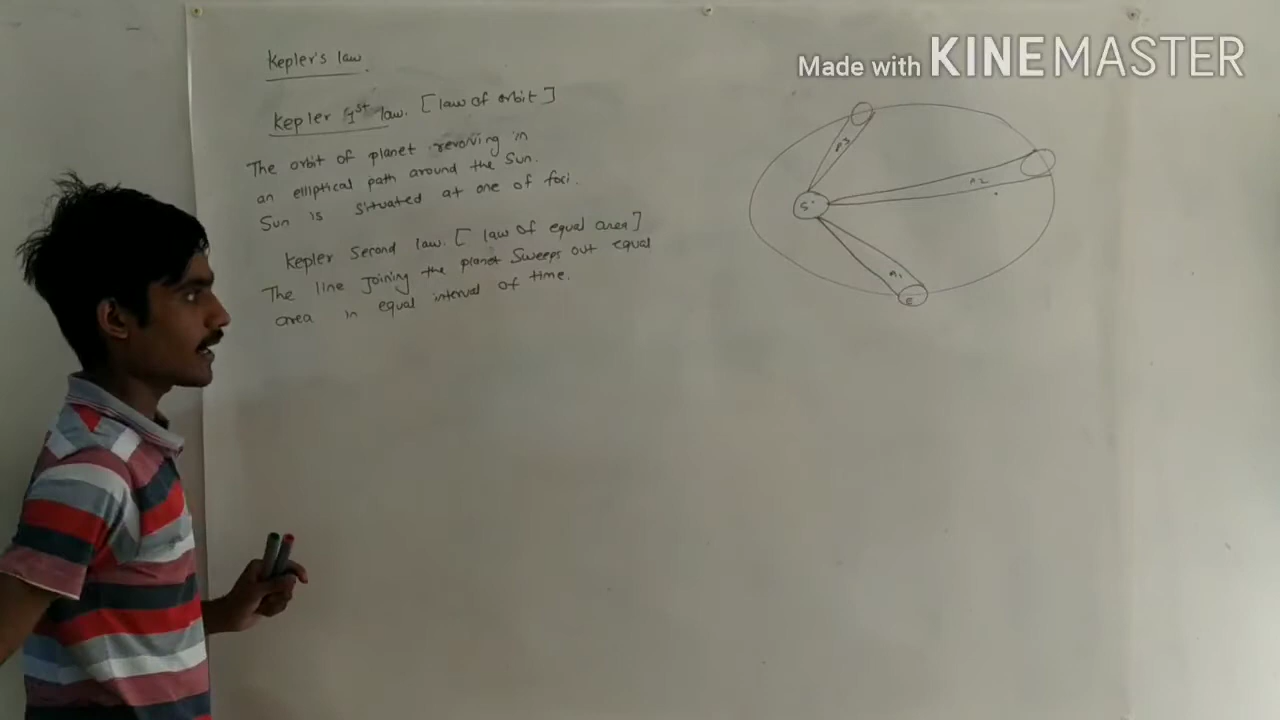 Kepler's law.
Kepler 1st law. [law of orbit]
The orbit of planet revolving in
an elliptical path around the Sun.
Sun is situated at one of foci.
Kepler Second law. [law of equal area]
The line joining the planet sweeps out equal
area in equal interval of time.
Made with KINEMASTER
A3
A2
S
A1
E